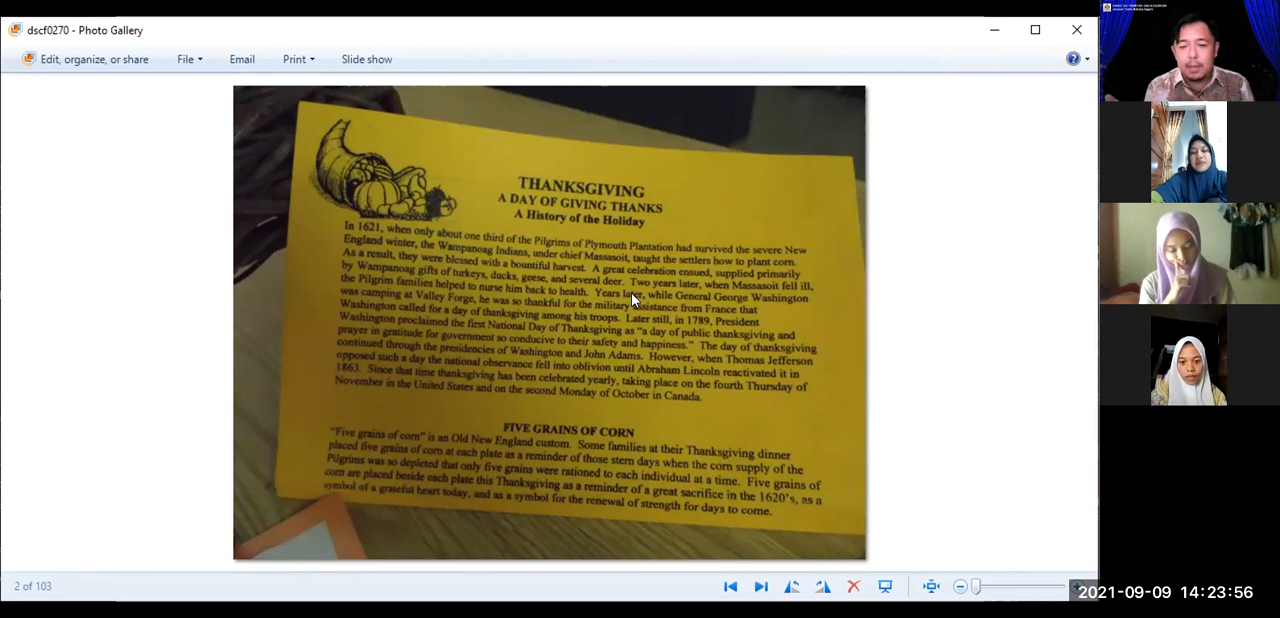 dscf0270 - Photo Gallery
Edit, organize, or share File Email Print Slide show
THANKSGIVING
A DAY OF GIVING THANKS
A History of the Holiday
In 1621, when only about one third of the Pilgrims of Plymouth Plantation had survived the severe New
England winter, the Wampanoag Indians, under chief Massasoit, taught the settlers how to plant corn.
As a result, they were blessed with a bountiful harvest. A great celebration ensued, supplied primarily
by Wampanoag gifts of turkeys, ducks, geese, and several deer. Two years later, when Massasoit fell ill,
the Pilgrim families helped to nurse him back to health. Years later, while General George Washington
was camping at Valley Forge, he was so thankful for the military assistance from France that
Washington called for a day of thanksgiving among his troops. Later still, in 1789, President
Washington proclaimed the first National Day of Thanksgiving as “a day of public thanksgiving and
prayer in gratitude for government so conducive to their safety and happiness.” The day of thanksgiving
continued through the presidencies of Washington and John Adams. However, when Thomas Jefferson
opposed such a day the national observance fell into oblivion until Abraham Lincoln reactivated it in
1863. Since that time thanksgiving has been celebrated yearly, taking place on the fourth Thursday of
November in the United States and on the second Monday of October in Canada.
FIVE GRAINS OF CORN
“Five grains of corn” is an Old New England custom. Some families at their Thanksgiving dinner
placed five grains of corn at each plate as a reminder of those stern days when the corn supply of the
Pilgrims was so depleted that only five grains were rationed to each individual at a time. Five grains of
corn are placed beside each plate this Thanksgiving as a reminder of a great sacrifice in the 1620’s, as a
symbol of a grateful heart today, and as a symbol for the renewal of strength for days to come.
2 of 103
2021-09-09 14:23:56